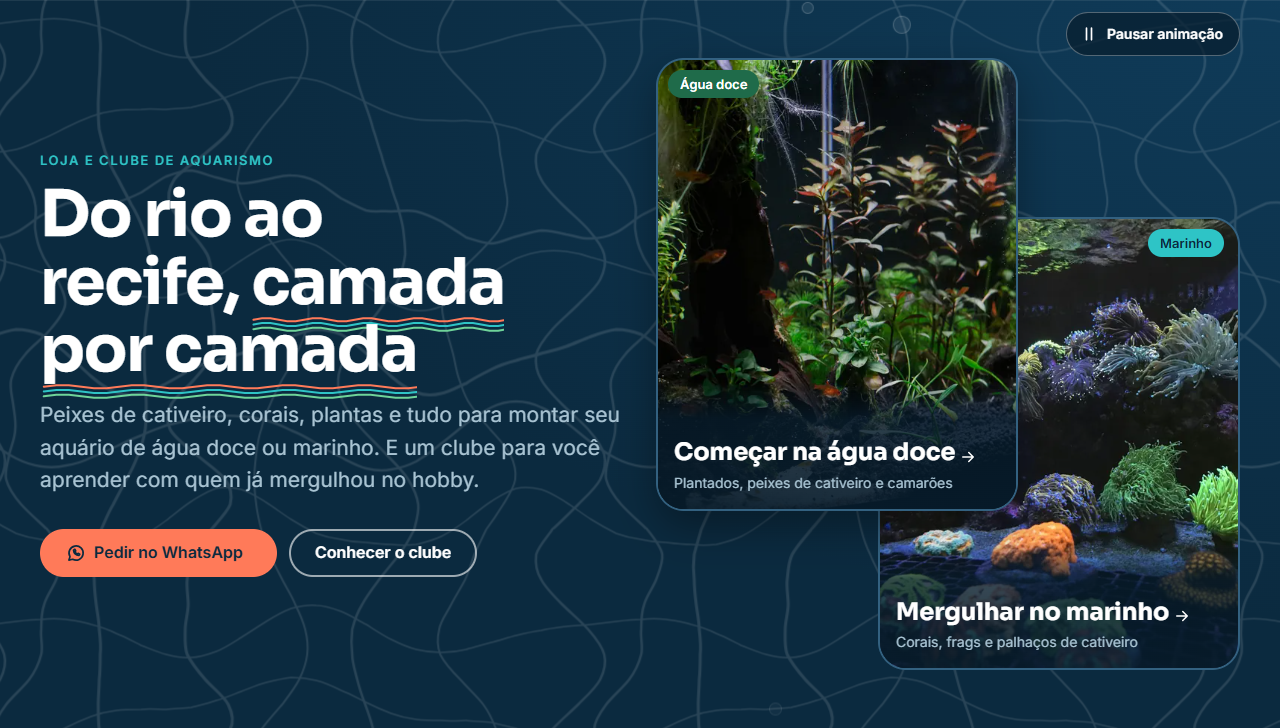 Pausar animação
LOJA E CLUBE DE AQUARISMO
Do rio ao
recife, camada
por camada
Peixes de cativeiro, corais, plantas e tudo para montar seu
aquário de água doce ou marinho. E um clube para você
aprender com quem já mergulhou no hobby.
Pedir no WhatsApp
Conhecer o clube
Água doce
Começar na água doce →
Plantados, peixes de cativeiro e camarões
Marinho
Mergulhar no marinho →
Corais, frags e palhaços de cativeiro